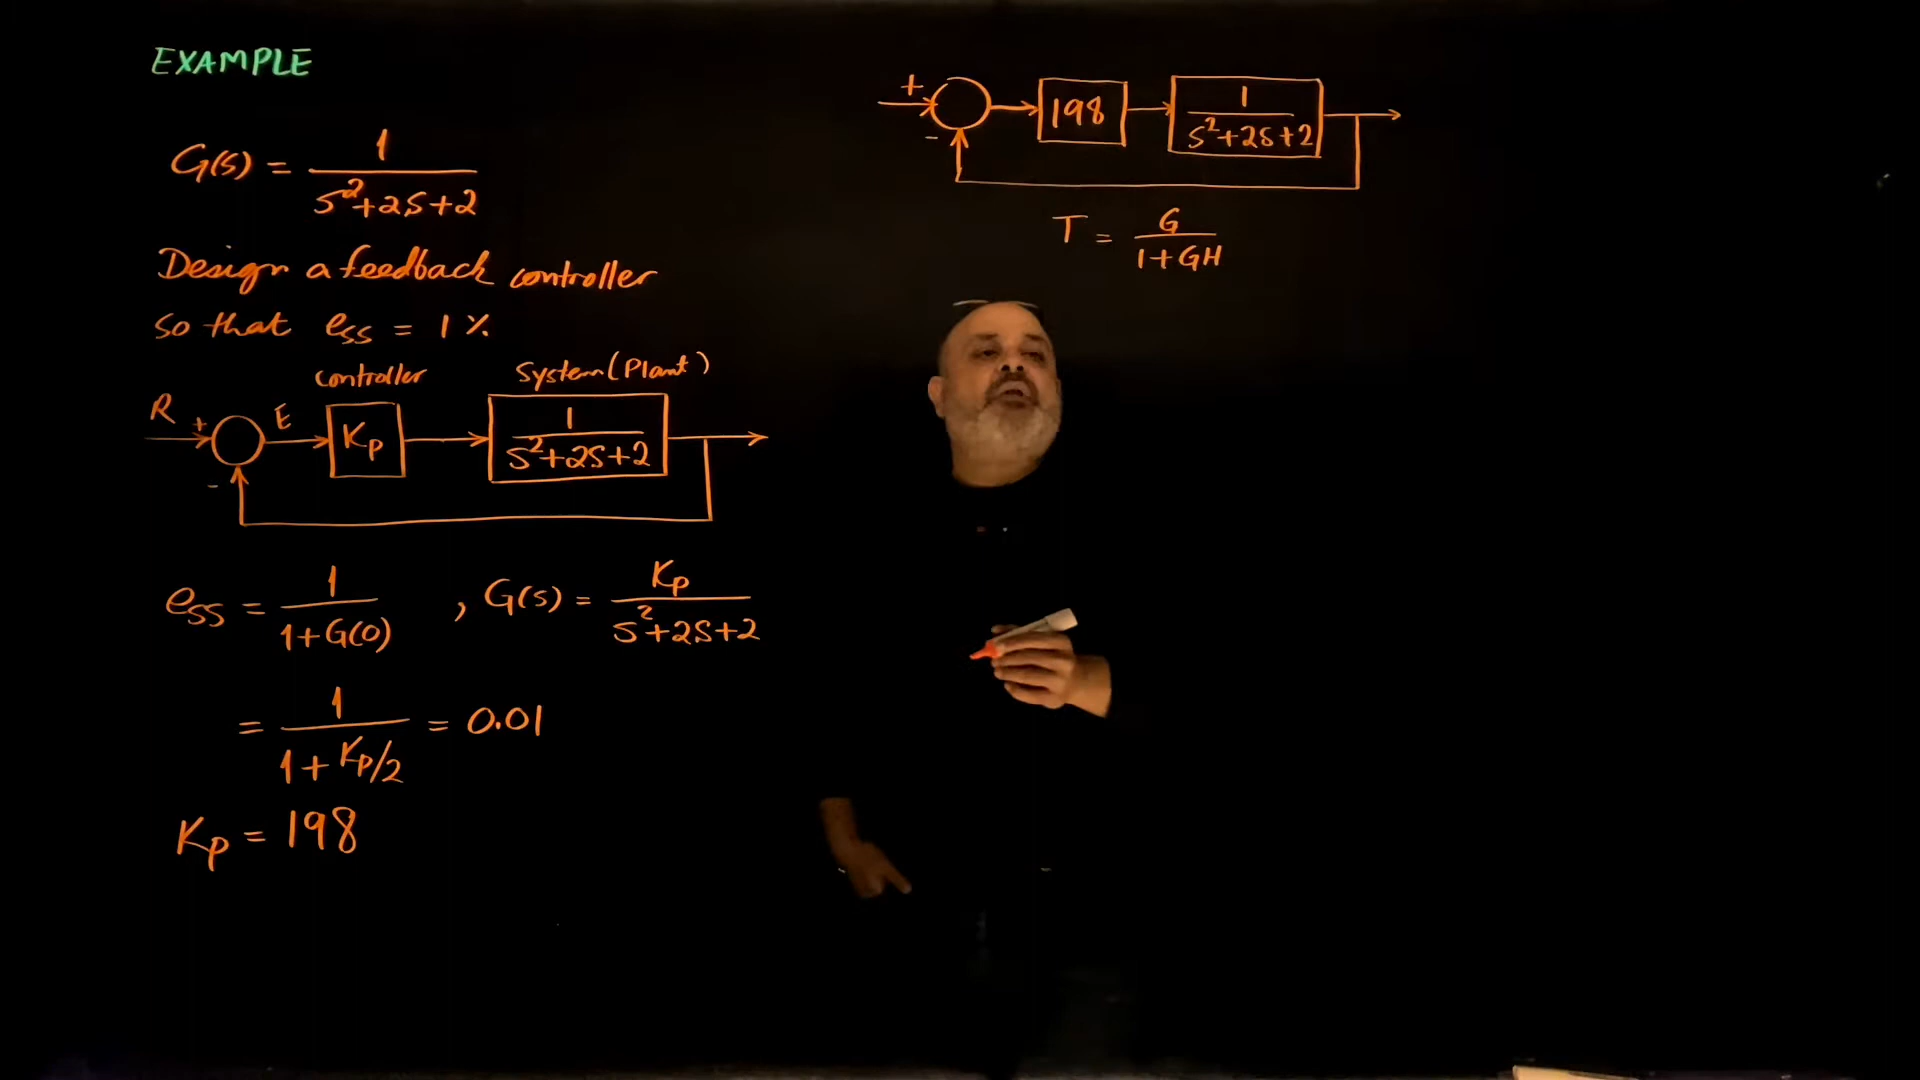 EXAMPLE
G(s) = 1 / (s²+2s+2)
Design a feedback controller
so that ess = 1 %
controller System (Plant)
R + E Kp 1 / (s²+2s+2)
-
ess = 1 / (1+G(0)) , G(s) = Kp / (s²+2s+2)
= 1 / (1+Kp/2) = 0.01
Kp = 198
+ 198 1 / (s²+2s+2)
-
T = G / (1+GH)